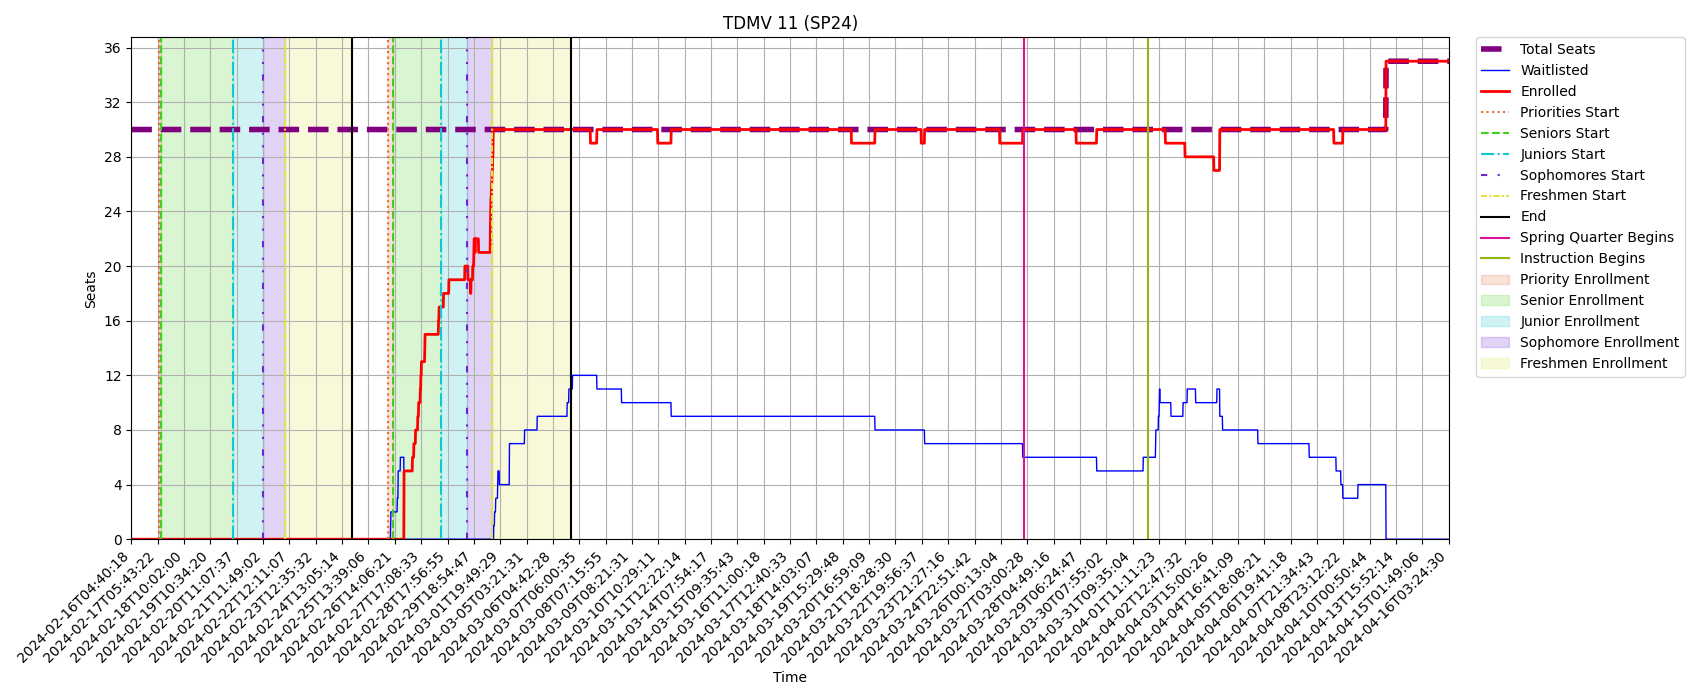 TDMV 11 (SP24)
Seats
36
32
28
24
20
16
12
8
4
0
2024-02-16T04:40:18
2024-02-17T05:43:22
2024-02-18T10:02:00
2024-02-19T10:34:20
2024-02-20T11:07:37
2024-02-21T11:49:02
2024-02-22T12:11:07
2024-02-23T12:35:32
2024-02-24T13:05:14
2024-02-25T13:39:06
2024-02-26T14:06:21
2024-02-27T17:08:33
2024-02-28T17:56:55
2024-02-29T18:54:47
2024-03-01T19:49:29
2024-03-05T03:21:31
2024-03-06T04:42:28
2024-03-07T06:00:35
2024-03-08T07:15:55
2024-03-09T08:21:31
2024-03-10T10:29:11
2024-03-11T12:22:14
2024-03-14T07:54:17
2024-03-15T09:35:43
2024-03-16T11:00:18
2024-03-17T12:40:33
2024-03-18T14:03:07
2024-03-19T15:29:48
2024-03-20T16:59:09
2024-03-21T18:28:30
2024-03-22T19:56:37
2024-03-23T21:27:16
2024-03-24T22:51:42
2024-03-26T00:13:04
2024-03-27T03:00:28
2024-03-28T04:49:16
2024-03-29T06:24:47
2024-03-30T07:55:02
2024-03-31T09:35:04
2024-04-01T11:11:23
2024-04-02T12:47:32
2024-04-03T15:00:26
2024-04-04T16:41:09
2024-04-05T18:08:21
2024-04-06T19:41:18
2024-04-07T21:34:43
2024-04-08T23:12:22
2024-04-10T00:50:44
2024-04-13T15:52:14
2024-04-15T01:49:06
2024-04-16T03:24:30
Time
Total Seats
Waitlisted
Enrolled
Priorities Start
Seniors Start
Juniors Start
Sophomores Start
Freshmen Start
End
Spring Quarter Begins
Instruction Begins
Priority Enrollment
Senior Enrollment
Junior Enrollment
Sophomore Enrollment
Freshmen Enrollment